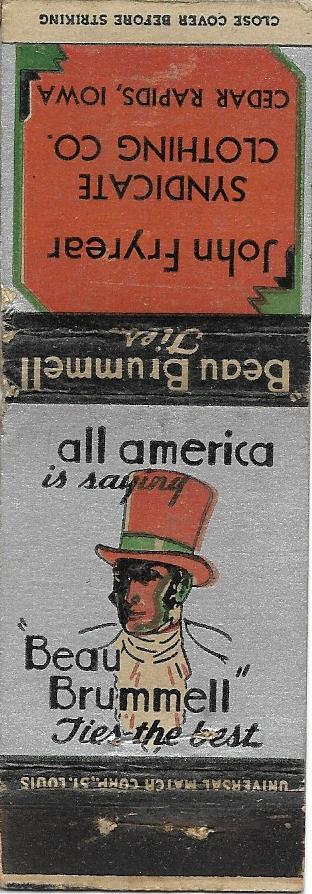 CLOSE COVER BEFORE STRIKING
John Fryrear
SYNDICATE
CLOTHING CO.
CEDAR RAPIDS, IOWA
"Beau Brummell"
Ties
all america
is saying
"Beau
Brummell"
Ties the best
UNIVERSAL MATCH CORP., ST. LOUIS